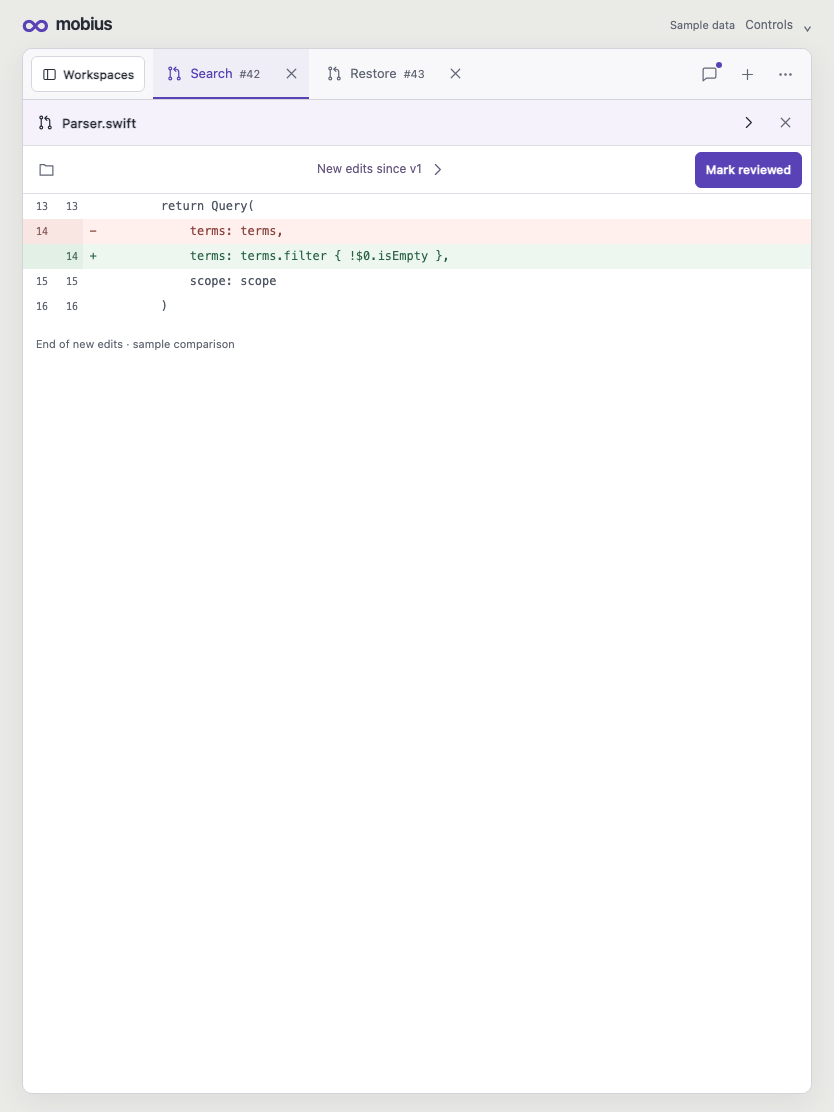 mobius
Sample data Controls
Workspaces Search #42 Restore #43
Parser.swift
New edits since v1 Mark reviewed
13 13 return Query(
14 − terms: terms,
14 + terms: terms.filter { !$0.isEmpty },
15 15 scope: scope
16 16 )
End of new edits · sample comparison